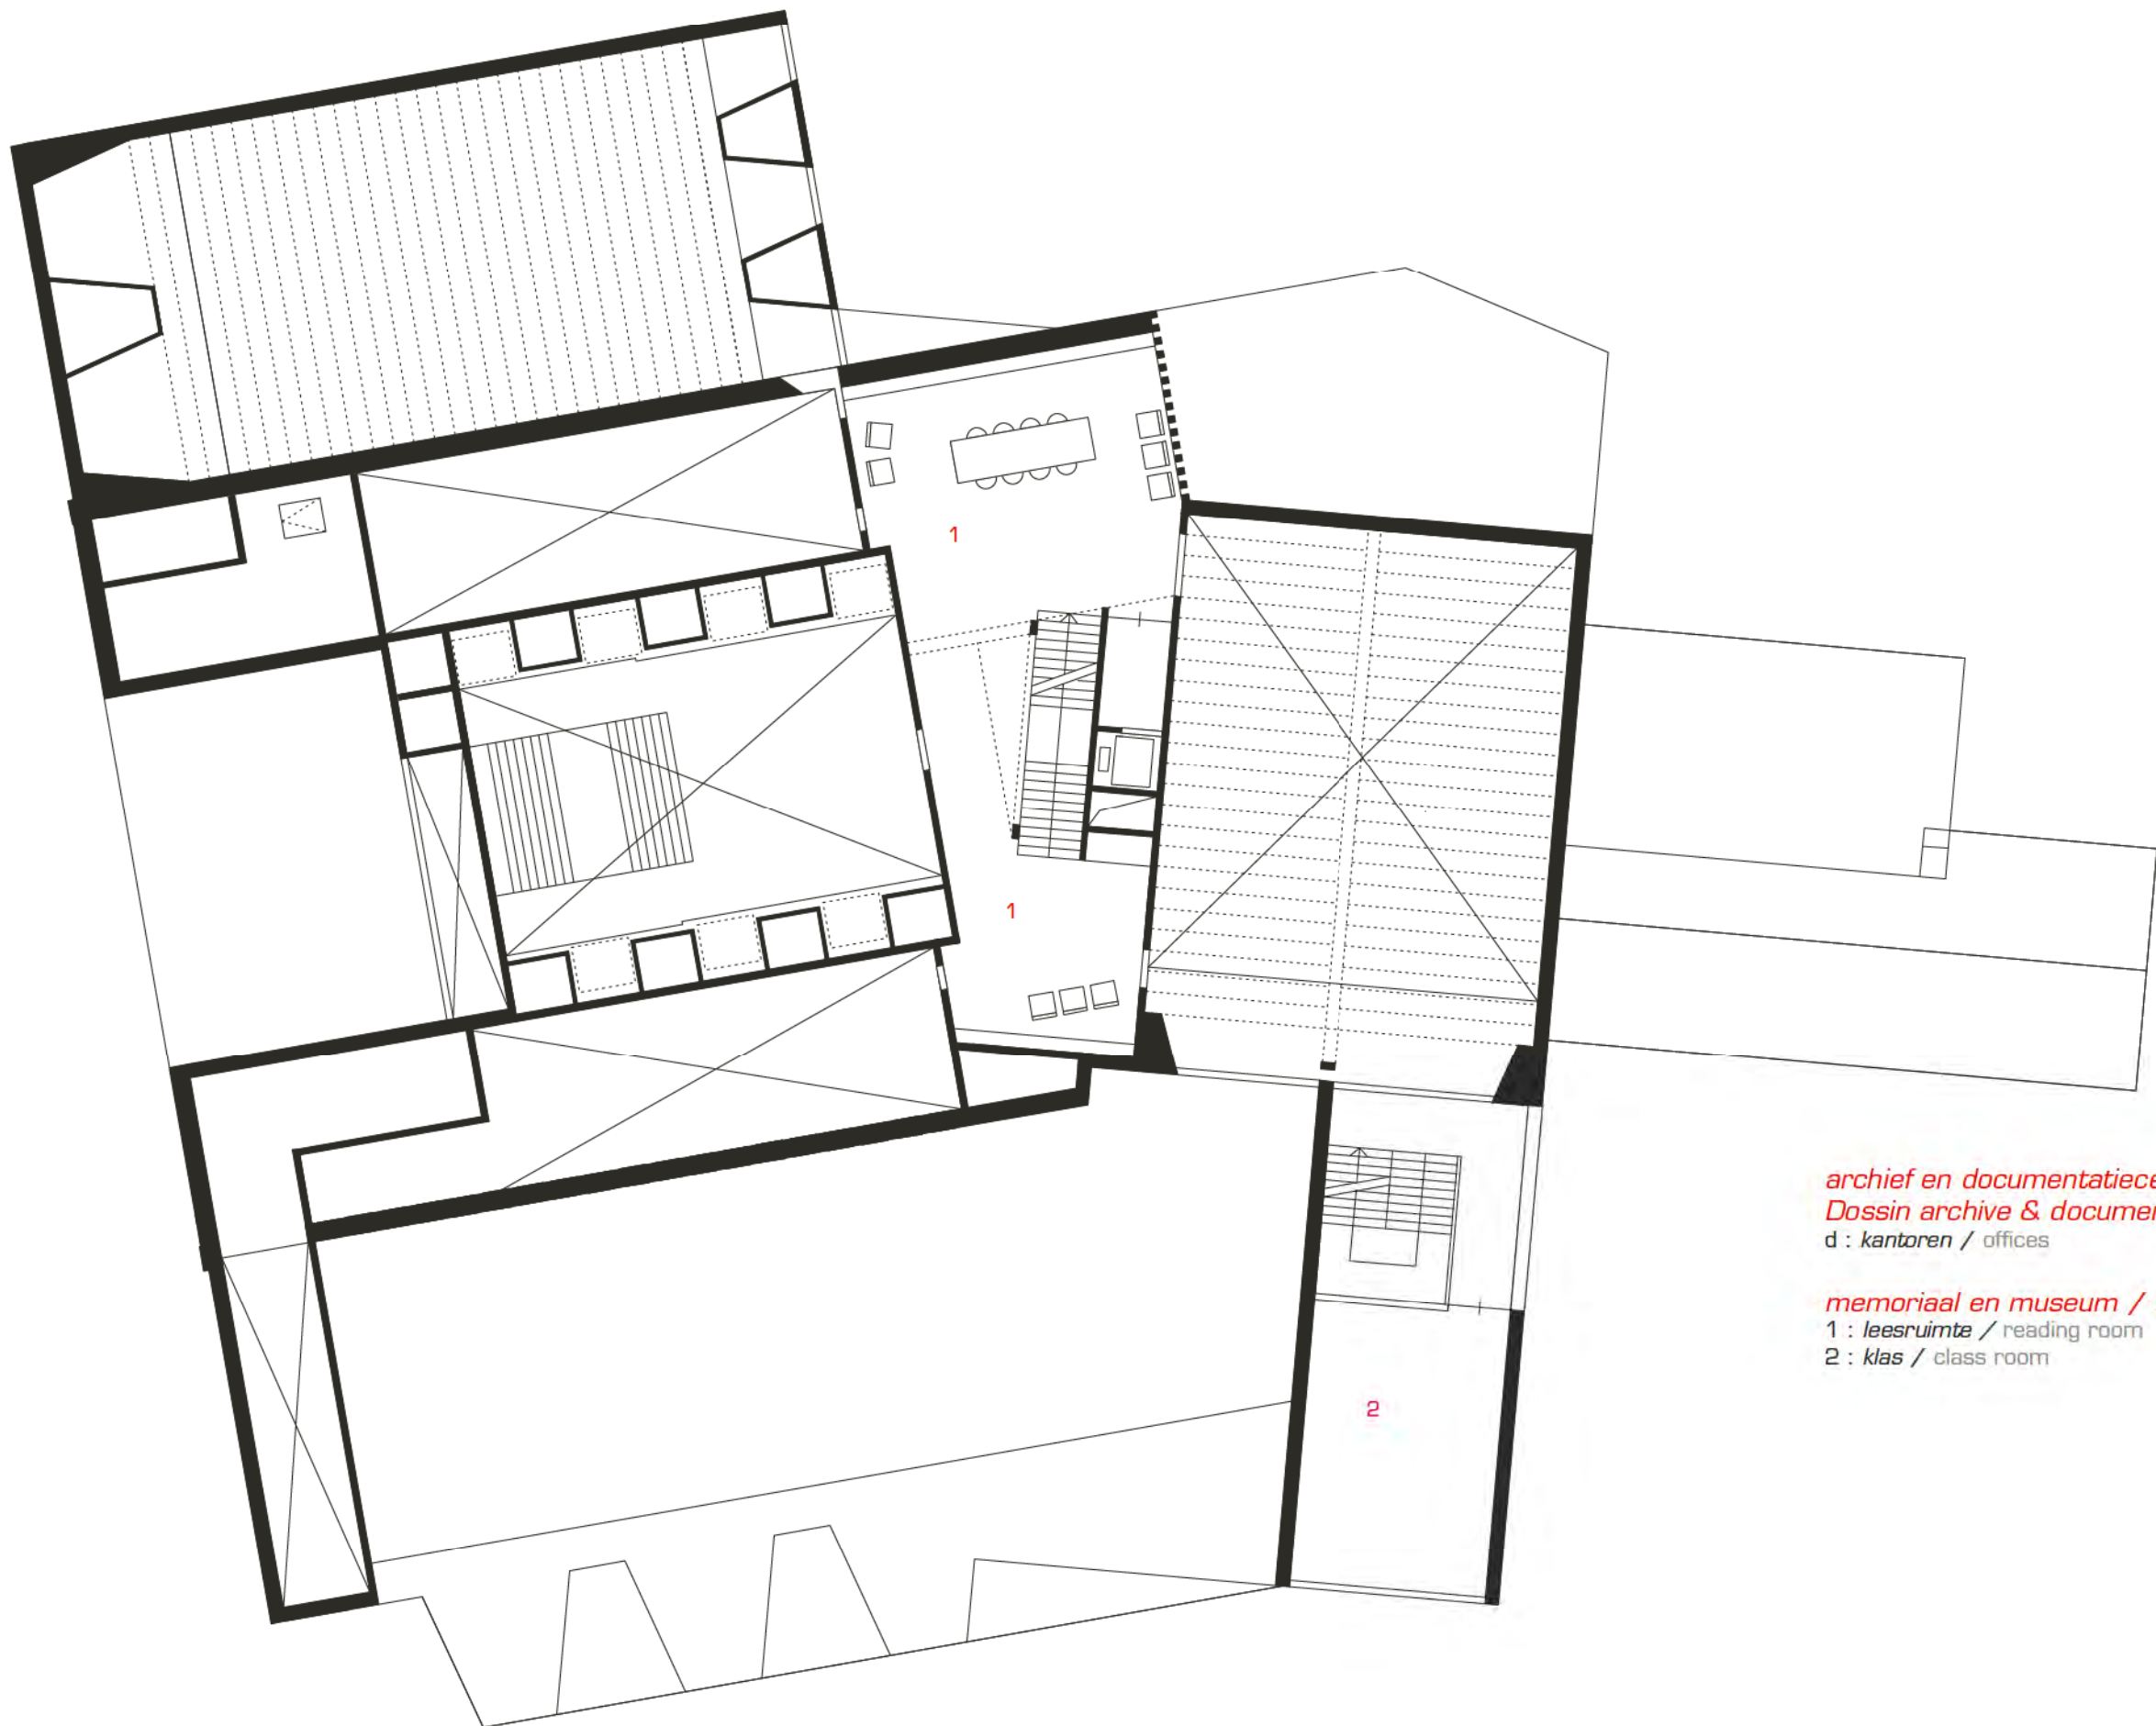 1
1
2
archief en documentatiece
Dossin archive & documen
d : kantoren / offices
memoriaal en museum /
1 : leesruimte / reading room
2 : klas / class room